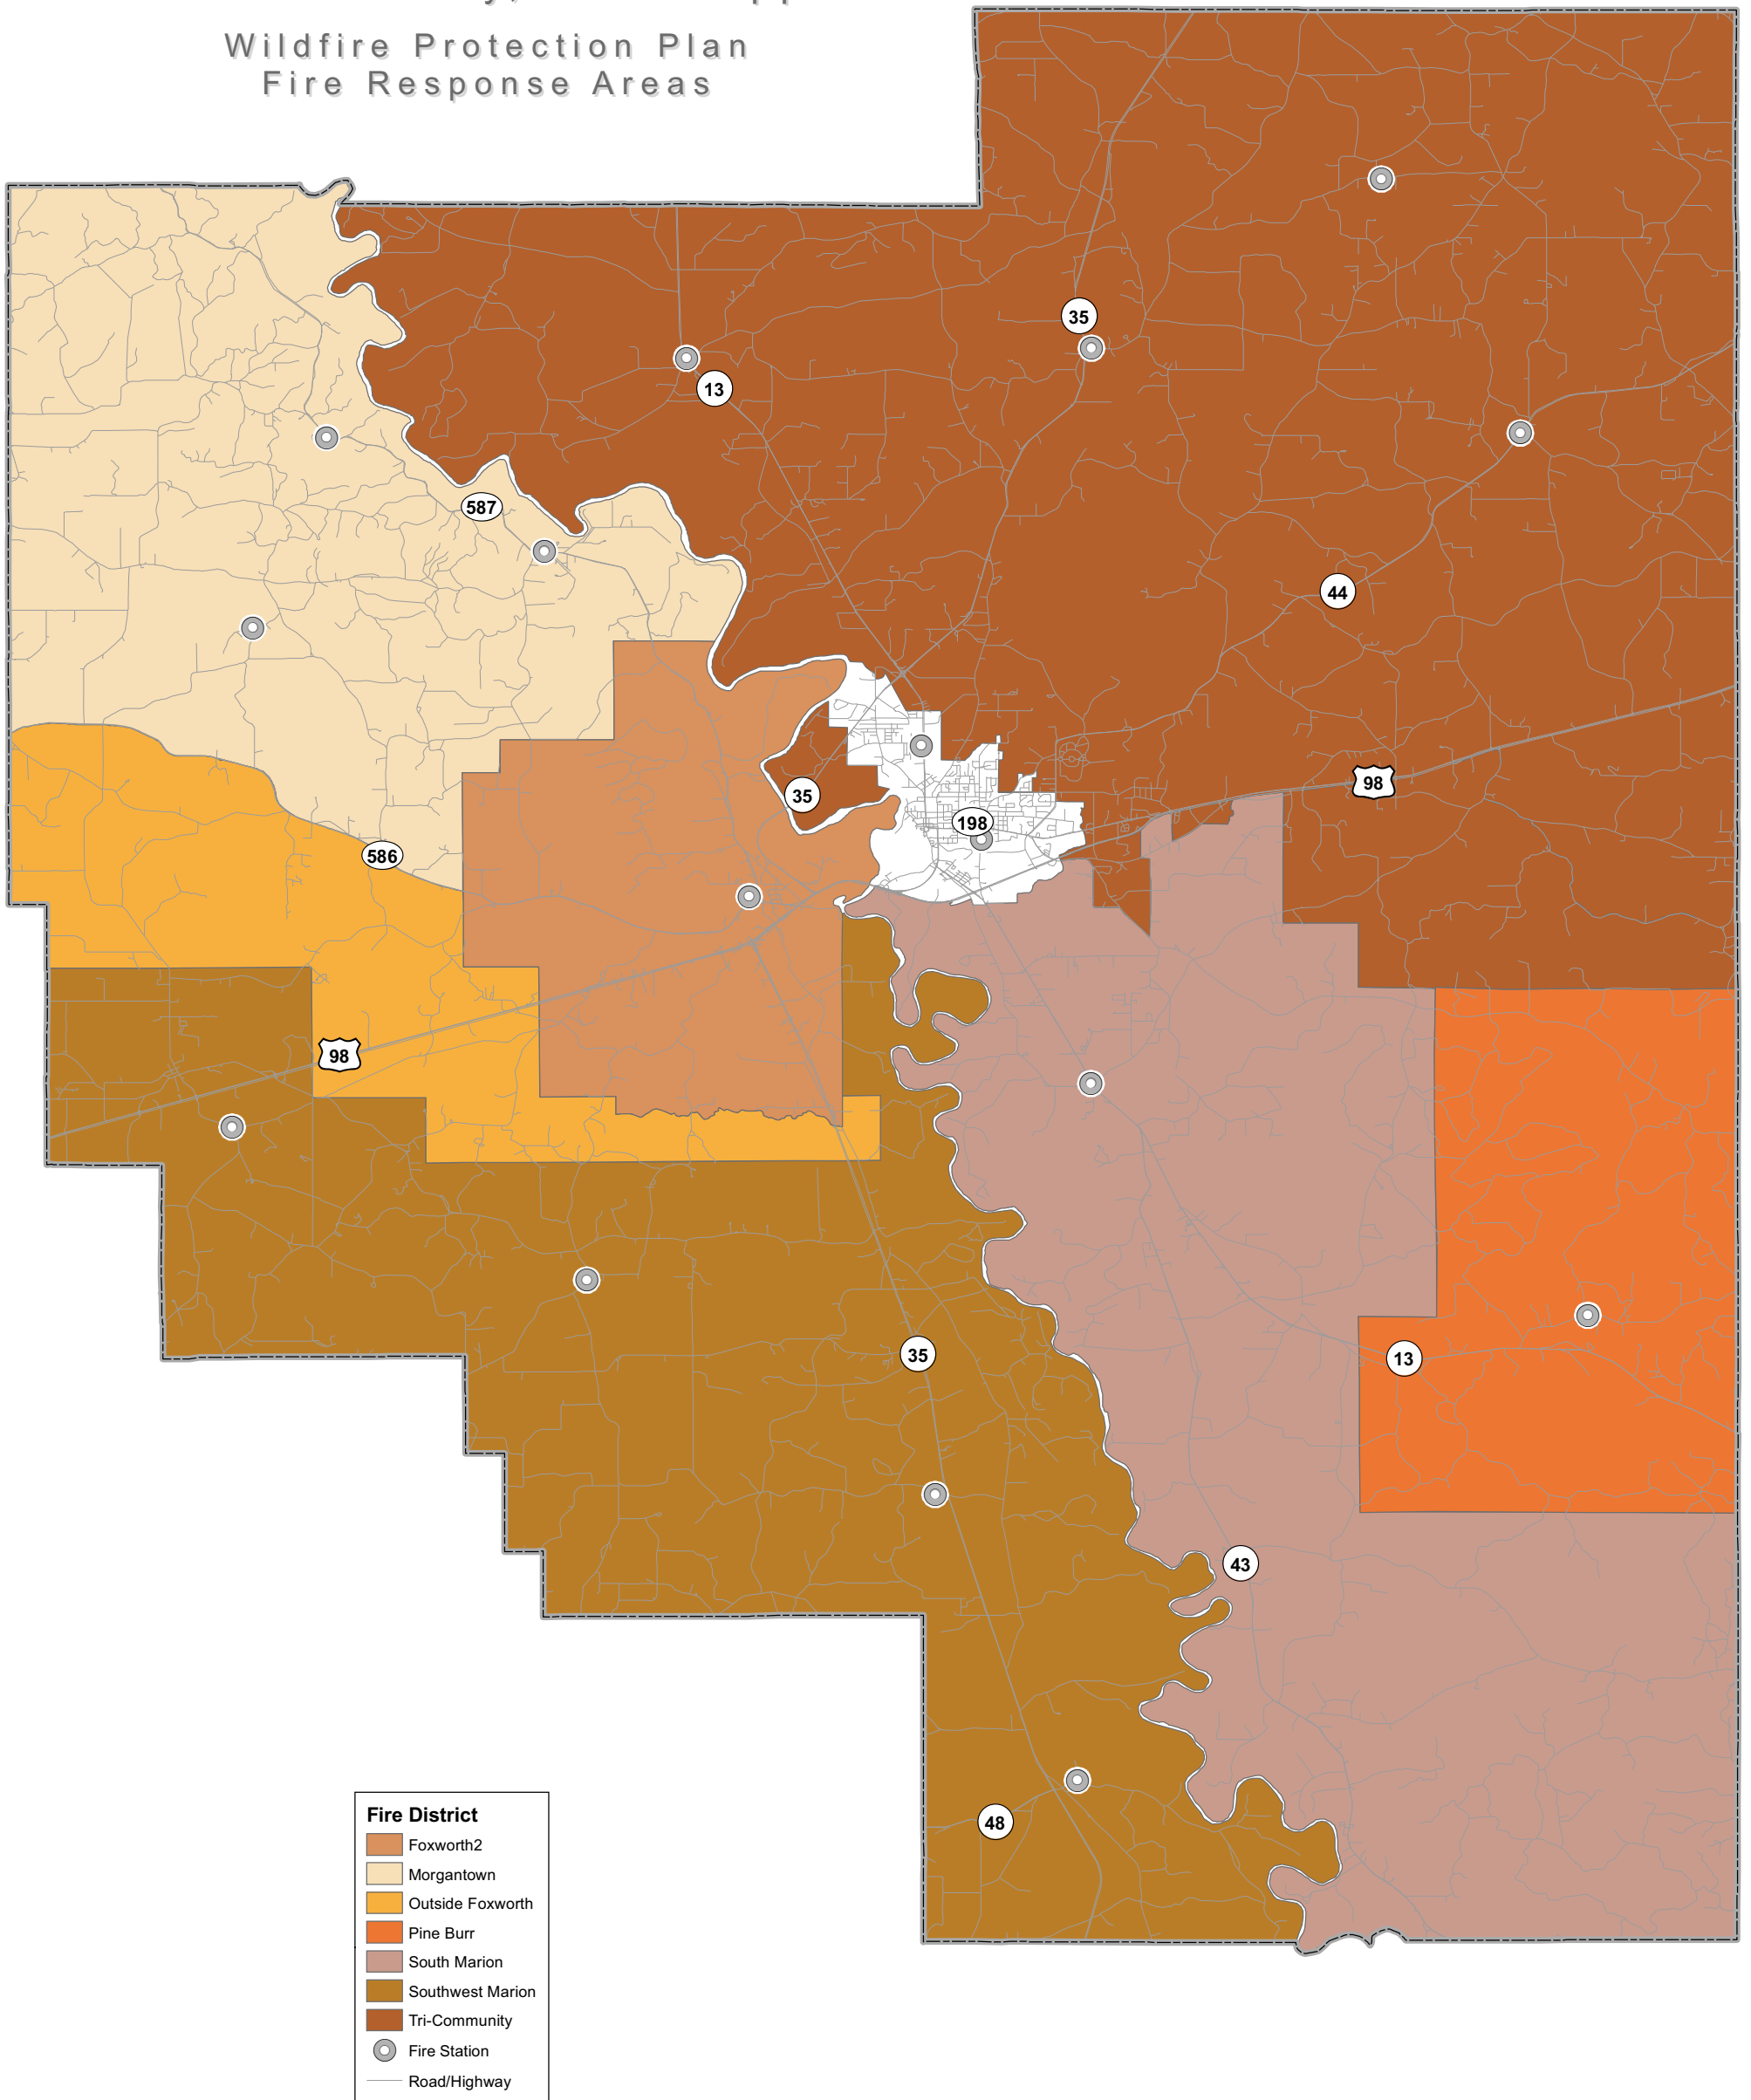 Wildfire Protection Plan
Fire Response Areas
35
13
587
44
98
35
198
586
98
35
13
43
48
Fire District
Foxworth2
Morgantown
Outside Foxworth
Pine Burr
South Marion
Southwest Marion
Tri-Community
Fire Station
Road/Highway